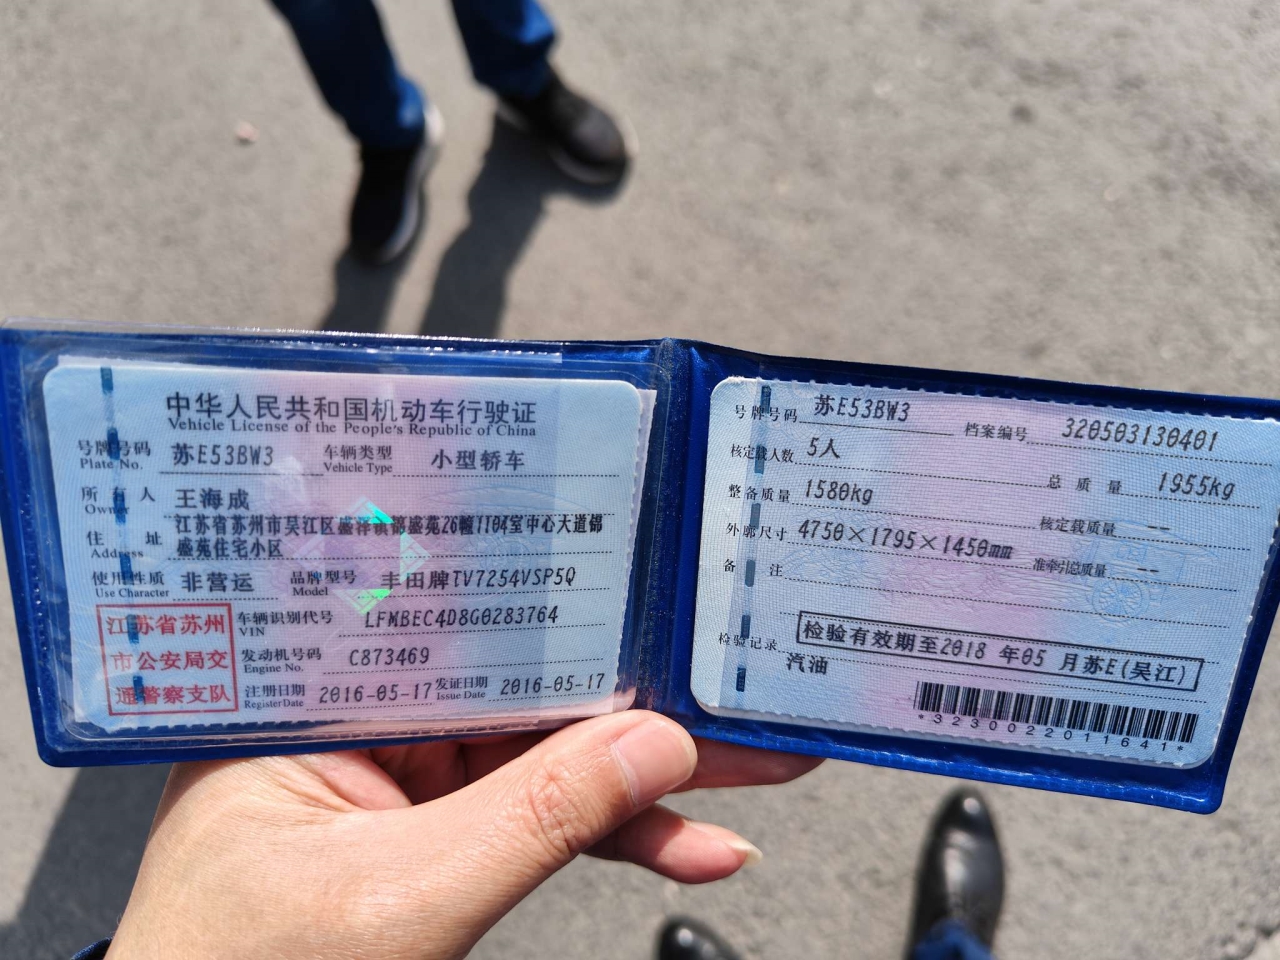 中华人民共和国机动车行驶证
Vehicle License of the People's Republic of China
号牌号码 苏E53BW3 车辆类型 小型轿车
Plate No. Vehicle Type
所有人 王海成
Owner
住址 江苏省苏州市吴江区盛泽镇锦盛苑26幢1104室中心大道锦
Address 盛苑住宅小区
使用性质 非营运 品牌型号 丰田牌TV7254VSP5Q
Use Character Model
江苏省苏州
市公安局交
通警察支队
车辆识别代号 LFMBEC4D8G0283764
VIN
发动机号码 C873469
Engine No.
注册日期 2016-05-17 发证日期 2016-05-17
Register Date Issue Date
号牌号码 苏E53BW3 档案编号 320503130401
核定载人数 5人 总质量 1955kg
整备质量 1580kg 核定载质量 --
外廓尺寸 4750×1795×1450mm 准牵引总质量 --
备注
检验记录 检验有效期至2018 年05 月苏E(吴江)
汽油
*3230022011641*